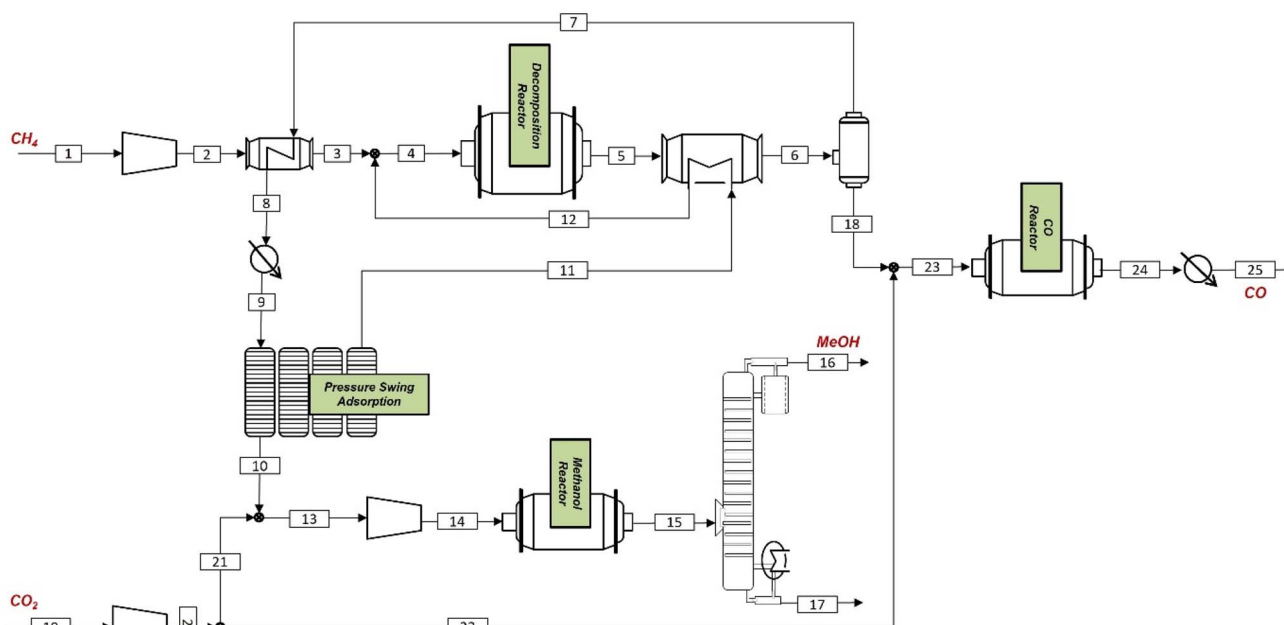 7
Decomposition
Reactor
CH4
1
2
3
4
5
6
8
12
18
CO
Reactor
11
23
24
25
CO
9
MeOH
16
Pressure Swing
Adsorption
10
Methanol
Reactor
13
14
15
21
CO2
17